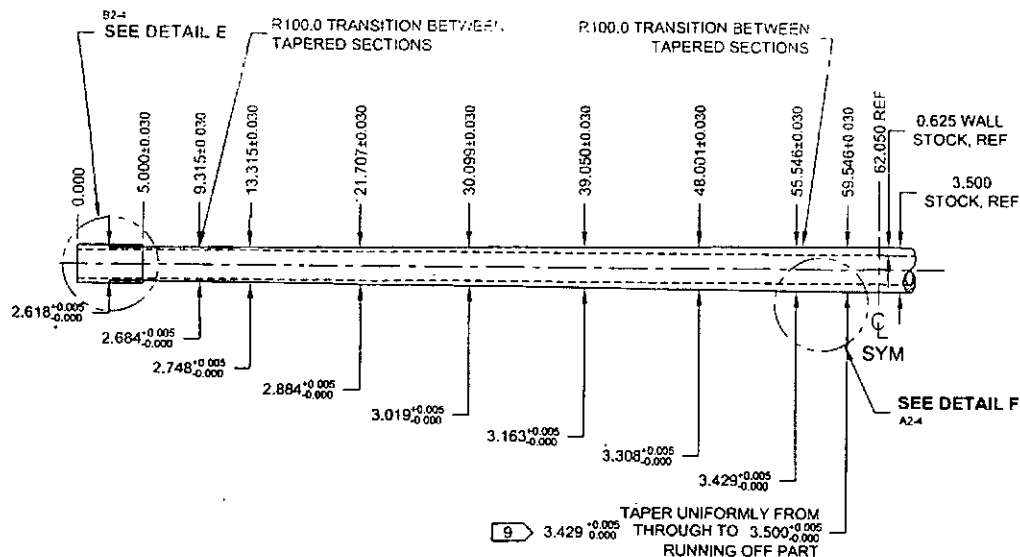 B2-4
SEE DETAIL E
R100.0 TRANSITION BETWEEN
TAPERED SECTIONS
R100.0 TRANSITION BETWEEN
TAPERED SECTIONS
0.000
5.000±0.030
9.315±0.030
13.315±0.030
21.707±0.030
30.099±0.030
39.050±0.030
48.001±0.030
55.546±0.030
59.546±0.030
62.050 REF
0.625 WALL
STOCK, REF
3.500
STOCK, REF
2.618 +0.005 -0.000
2.684 +0.005 -0.000
2.748 +0.005 -0.000
2.884 +0.005 -0.000
3.019 +0.005 -0.000
3.163 +0.005 -0.000
3.308 +0.005 -0.000
3.429 +0.005 -0.000
C L
SYM
SEE DETAIL F
A2-4
TAPER UNIFORMLY FROM
9 3.429 +0.005 0.000 THROUGH TO 3.500 +0.005 -0.000
RUNNING OFF PART